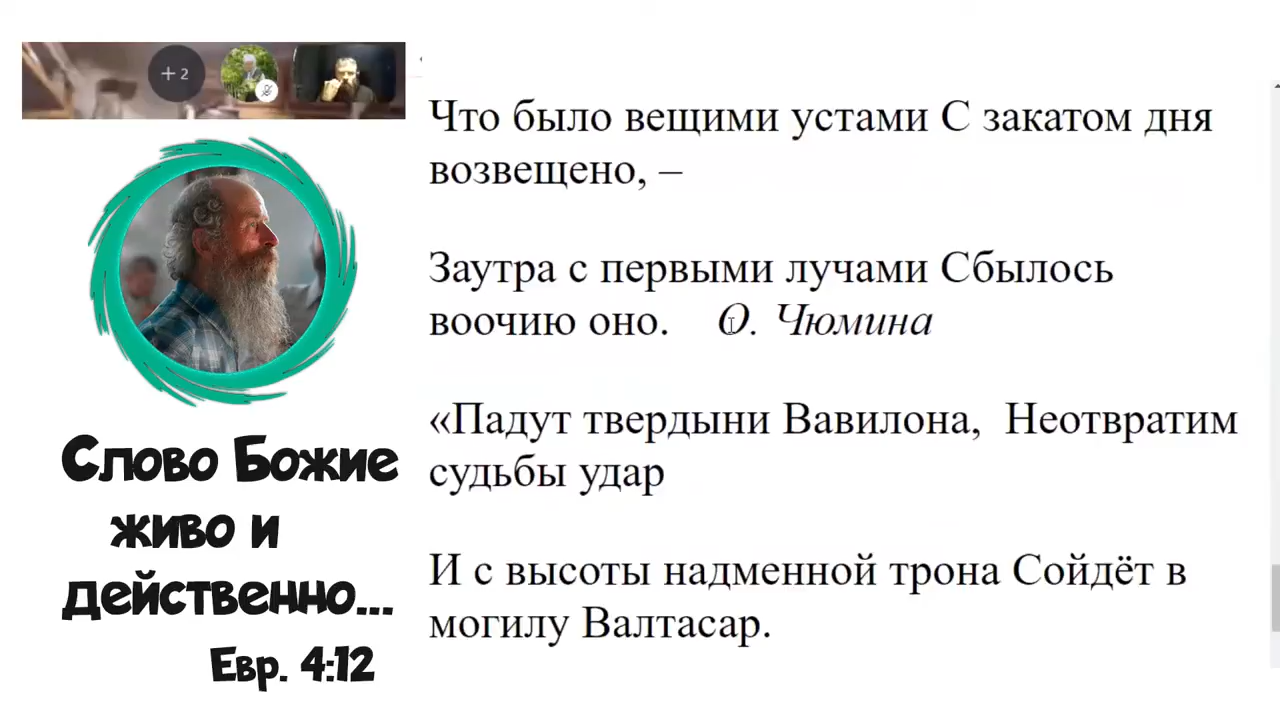 +2
Что было вещими устами С закатом дня
возвещено, –
Заутра с первыми лучами Сбылось
воочию оно. О. Чюмина
«Падут твердыни Вавилона, Неотвратим
судьбы удар
И с высоты надменной трона Сойдёт в
могилу Валтасар.
Слово Божие
живо и
действенно...
Евр. 4:12